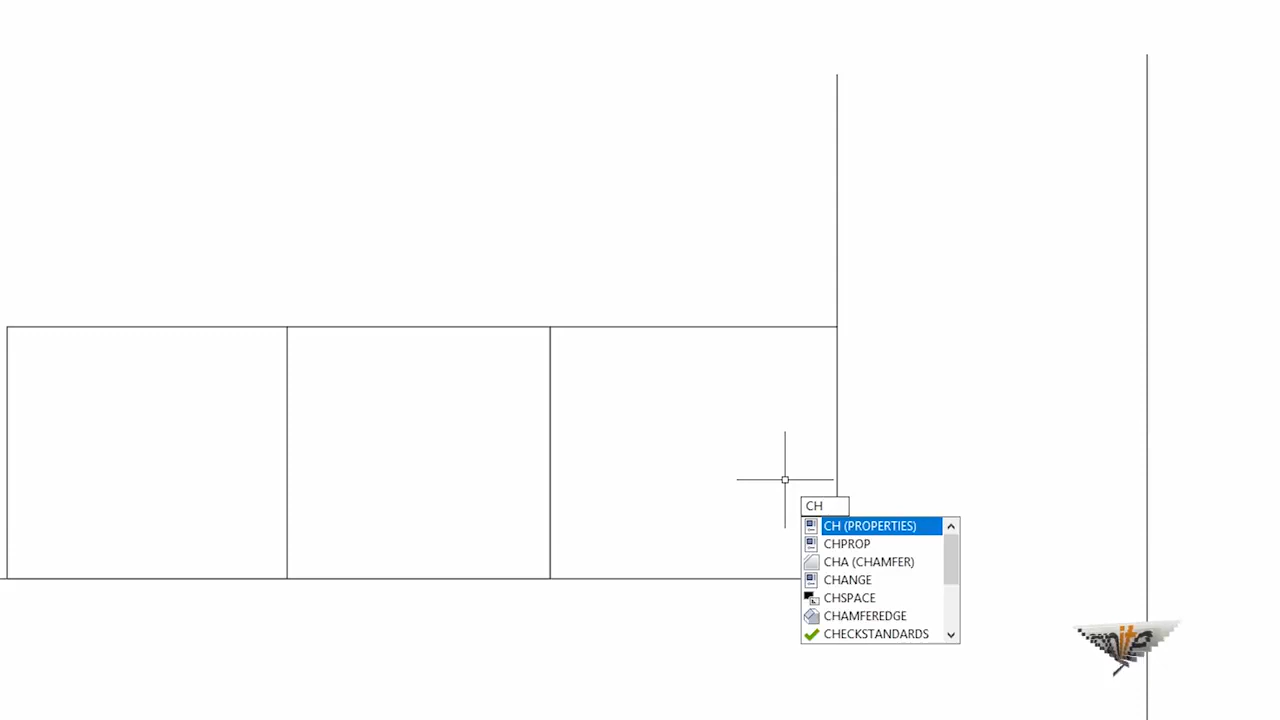 CH
CH (PROPERTIES)
CHPROP
CHA (CHAMFER)
CHANGE
CHSPACE
CHAMFEREDGE
CHECKSTANDARDS